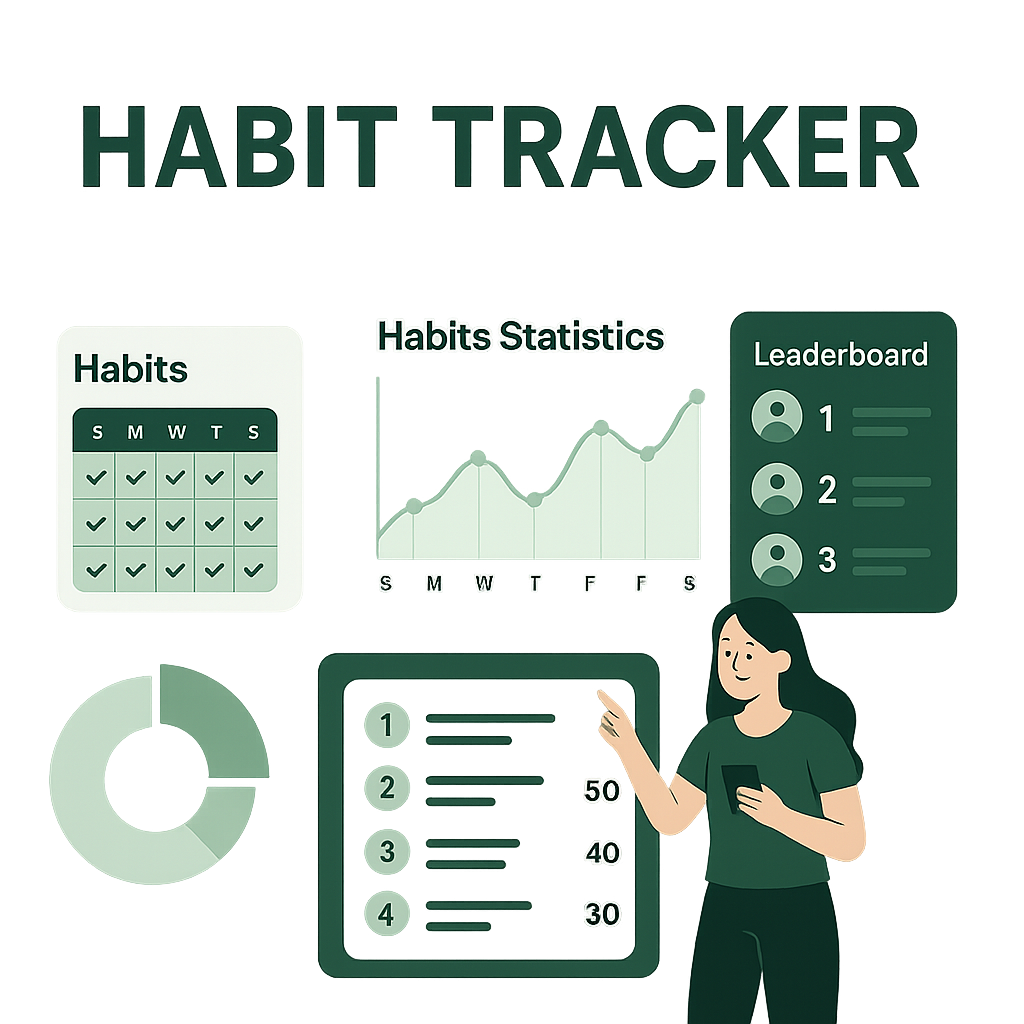 HABIT TRACKER
Habits
S M W T S
Habits Statistics
S M W T F F S
Leaderboard
1
2
3
1
2 50
3 40
4 30